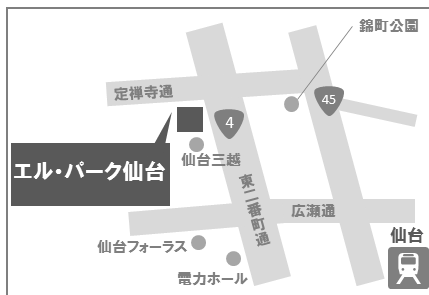 錦町公園
定禅寺通
45
4
エル・パーク仙台
仙台三越
東二番町通
広瀬通
仙台
仙台フォーラス
電力ホール